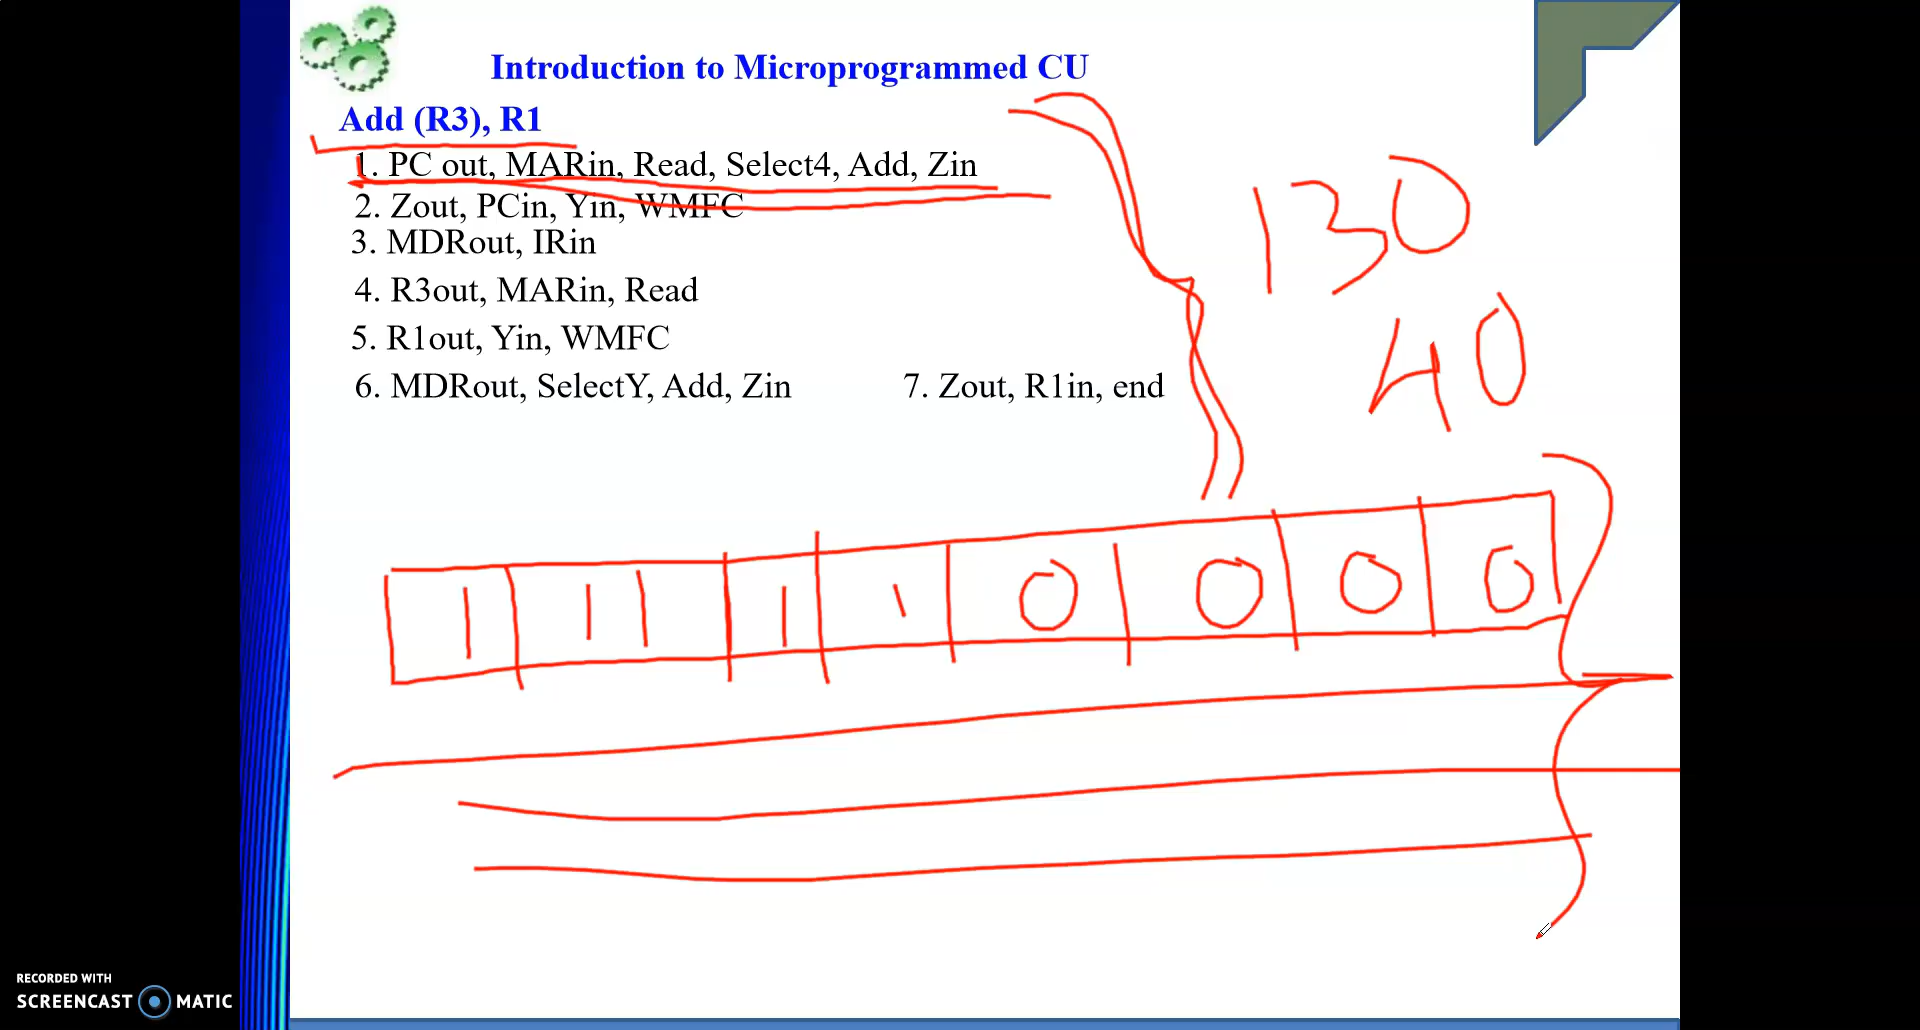 Introduction to Microprogrammed CU
Add (R3), R1
1. PC out, MARin, Read, Select4, Add, Zin
2. Zout, PCin, Yin, WMFC
3. MDRout, IRin
4. R3out, MARin, Read
5. R1out, Yin, WMFC
6. MDRout, SelectY, Add, Zin 7. Zout, R1in, end
130
40
1 1 1 1 1 0 0 0 0
RECORDED WITH
SCREENCAST MATIC